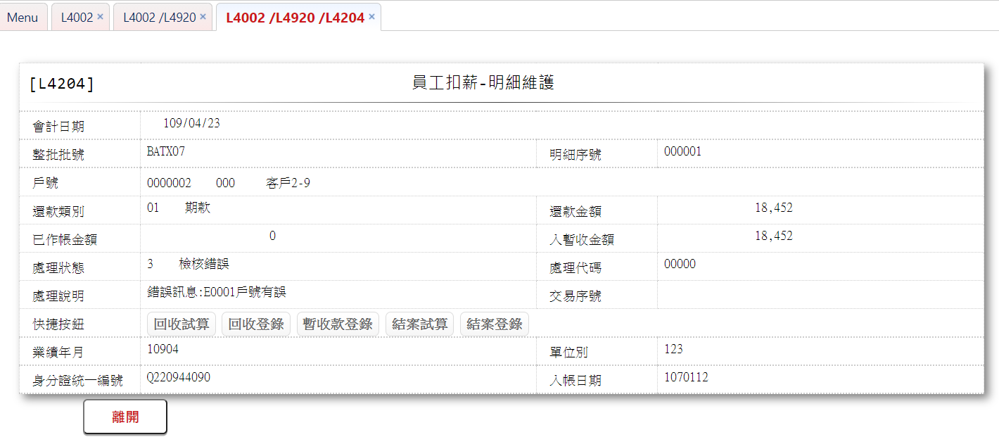 Menu L4002 × L4002 /L4920 × L4002 /L4920 /L4204 ×
[L4204] 員工扣薪-明細維護
會計日期 109/04/23
整批批號 BATX07 明細序號 000001
戶號 0000002 000 客戶2-9
還款類別 01 期款 還款金額 18,452
已作帳金額 0 入暫收金額 18,452
處理狀態 3 檢核錯誤 處理代碼 00000
處理說明 錯誤訊息:E0001戶號有誤 交易序號
快捷按鈕 回收試算 回收登錄 暫收款登錄 結案試算 結案登錄
業績年月 10904 單位別 123
身分證統一編號 Q220944090 入帳日期 1070112
離開